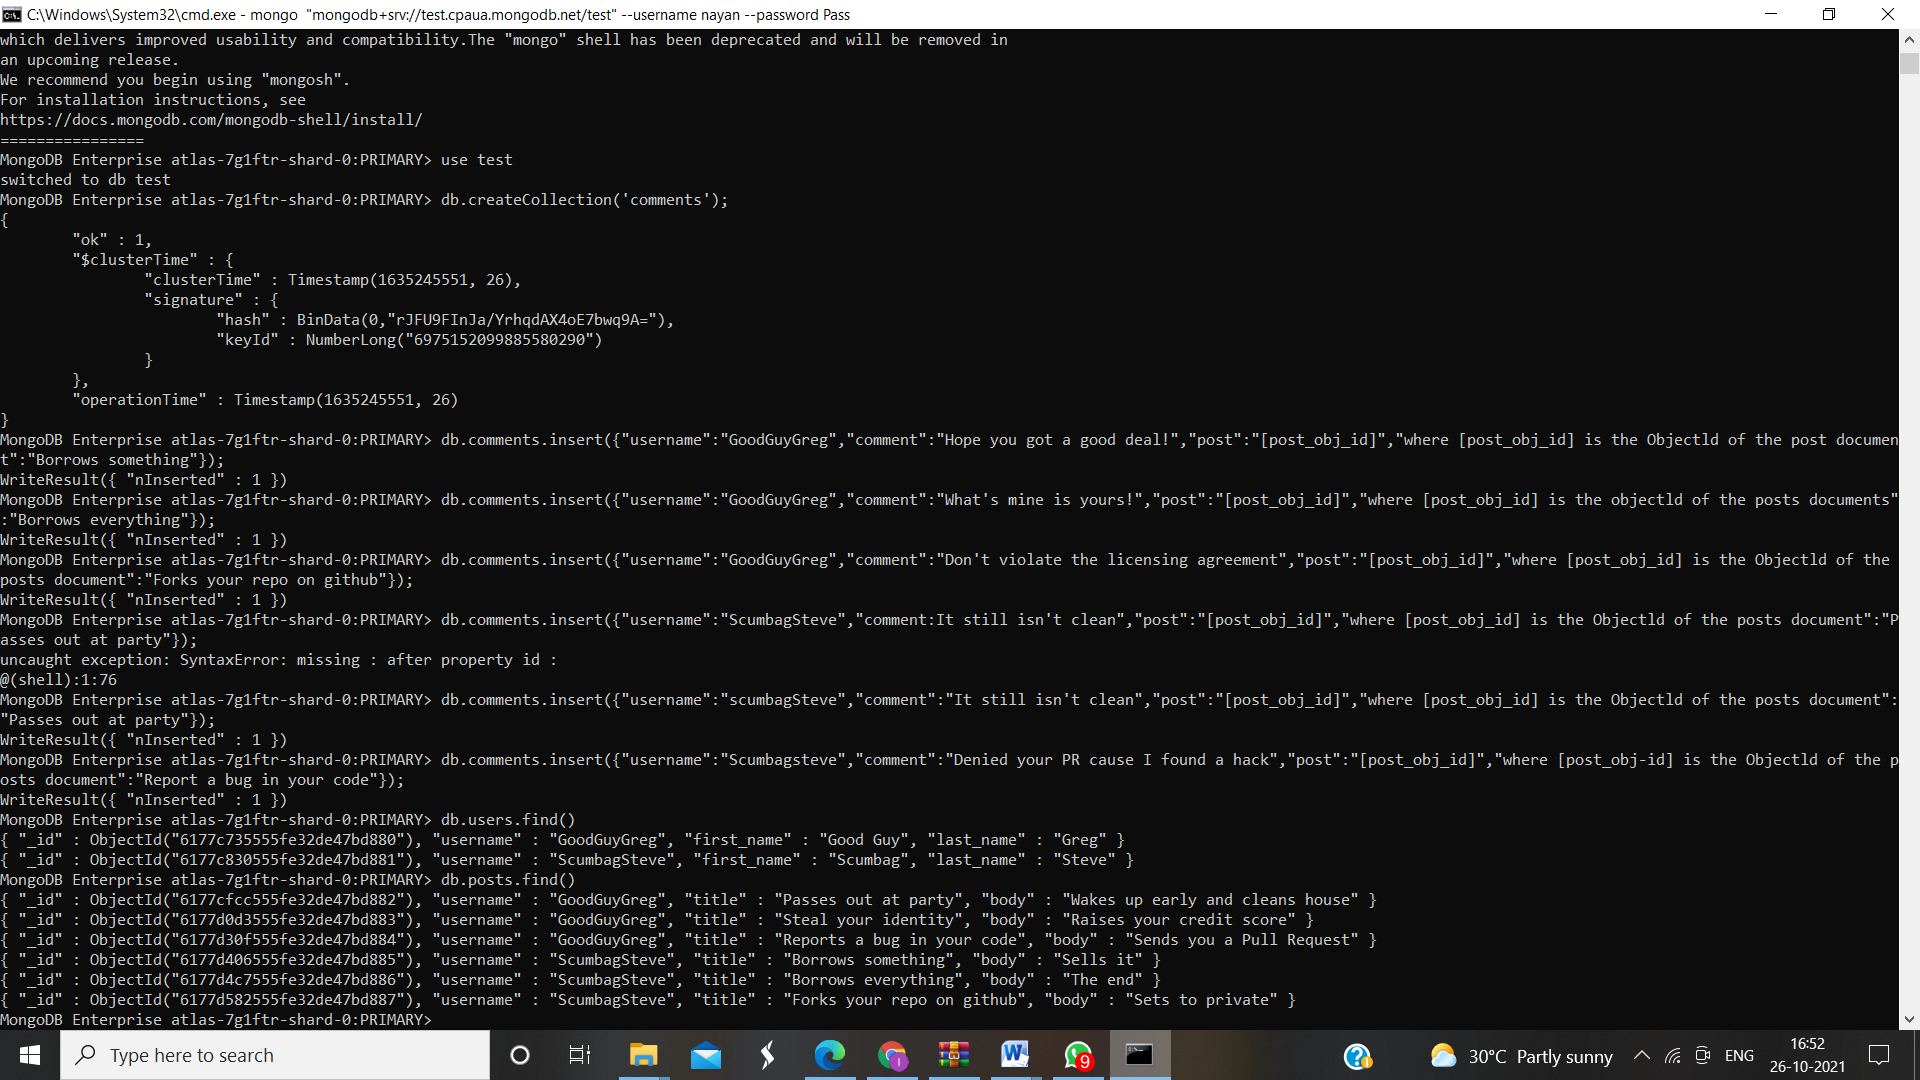 C:\Windows\System32\cmd.exe - mongo  "mongodb+srv://test.cpaua.mongodb.net/test" --username nayan --password Pass
which delivers improved usability and compatibility.The "mongo" shell has been deprecated and will be removed in
an upcoming release.
We recommend you begin using "mongosh".
For installation instructions, see
https://docs.mongodb.com/mongodb-shell/install/
================
MongoDB Enterprise atlas-7g1ftr-shard-0:PRIMARY> use test
switched to db test
MongoDB Enterprise atlas-7g1ftr-shard-0:PRIMARY> db.createCollection('comments');
{
        "ok" : 1,
        "$clusterTime" : {
                "clusterTime" : Timestamp(1635245551, 26),
                "signature" : {
                        "hash" : BinData(0,"rJFU9FInJa/YrhqdAX4oE7bwq9A="),
                        "keyId" : NumberLong("6975152099885580290")
                }
        },
        "operationTime" : Timestamp(1635245551, 26)
}
MongoDB Enterprise atlas-7g1ftr-shard-0:PRIMARY> db.comments.insert({"username":"GoodGuyGreg","comment":"Hope you got a good deal!","post":"[post_obj_id]","where [post_obj_id] is the Objectld of the post documen
t":"Borrows something"});
WriteResult({ "nInserted" : 1 })
MongoDB Enterprise atlas-7g1ftr-shard-0:PRIMARY> db.comments.insert({"username":"GoodGuyGreg","comment":"What's mine is yours!","post":"[post_obj_id]","where [post_obj_id] is the objectld of the posts documents"
:"Borrows everything"});
WriteResult({ "nInserted" : 1 })
MongoDB Enterprise atlas-7g1ftr-shard-0:PRIMARY> db.comments.insert({"username":"GoodGuyGreg","comment":"Don't violate the licensing agreement","post":"[post_obj_id]","where [post_obj_id] is the Objectld of the 
posts document":"Forks your repo on github"});
WriteResult({ "nInserted" : 1 })
MongoDB Enterprise atlas-7g1ftr-shard-0:PRIMARY> db.comments.insert({"username":"ScumbagSteve","comment:It still isn't clean","post":"[post_obj_id]","where [post_obj_id] is the Objectld of the posts document":"P
asses out at party"});
uncaught exception: SyntaxError: missing : after property id :
@(shell):1:76
MongoDB Enterprise atlas-7g1ftr-shard-0:PRIMARY> db.comments.insert({"username":"scumbagSteve","comment":"It still isn't clean","post":"[post_obj_id]","where [post_obj_id] is the Objectld of the posts document":
"Passes out at party"});
WriteResult({ "nInserted" : 1 })
MongoDB Enterprise atlas-7g1ftr-shard-0:PRIMARY> db.comments.insert({"username":"Scumbagsteve","comment":"Denied your PR cause I found a hack","post":"[post_obj_id]","where [post_obj-id] is the Objectld of the p
osts document":"Report a bug in your code"});
WriteResult({ "nInserted" : 1 })
MongoDB Enterprise atlas-7g1ftr-shard-0:PRIMARY> db.users.find()
{ "_id" : ObjectId("6177c735555fe32de47bd880"), "username" : "GoodGuyGreg", "first_name" : "Good Guy", "last_name" : "Greg" }
{ "_id" : ObjectId("6177c830555fe32de47bd881"), "username" : "ScumbagSteve", "first_name" : "Scumbag", "last_name" : "Steve" }
MongoDB Enterprise atlas-7g1ftr-shard-0:PRIMARY> db.posts.find()
{ "_id" : ObjectId("6177cfcc555fe32de47bd882"), "username" : "GoodGuyGreg", "title" : "Passes out at party", "body" : "Wakes up early and cleans house" }
{ "_id" : ObjectId("6177d0d3555fe32de47bd883"), "username" : "GoodGuyGreg", "title" : "Steal your identity", "body" : "Raises your credit score" }
{ "_id" : ObjectId("6177d30f555fe32de47bd884"), "username" : "GoodGuyGreg", "title" : "Reports a bug in your code", "body" : "Sends you a Pull Request" }
{ "_id" : ObjectId("6177d406555fe32de47bd885"), "username" : "ScumbagSteve", "title" : "Borrows something", "body" : "Sells it" }
{ "_id" : ObjectId("6177d4c7555fe32de47bd886"), "username" : "ScumbagSteve", "title" : "Borrows everything", "body" : "The end" }
{ "_id" : ObjectId("6177d582555fe32de47bd887"), "username" : "ScumbagSteve", "title" : "Forks your repo on github", "body" : "Sets to private" }
MongoDB Enterprise atlas-7g1ftr-shard-0:PRIMARY>
Type here to search
9
30°C Partly sunny
ENG
16:52
26-10-2021